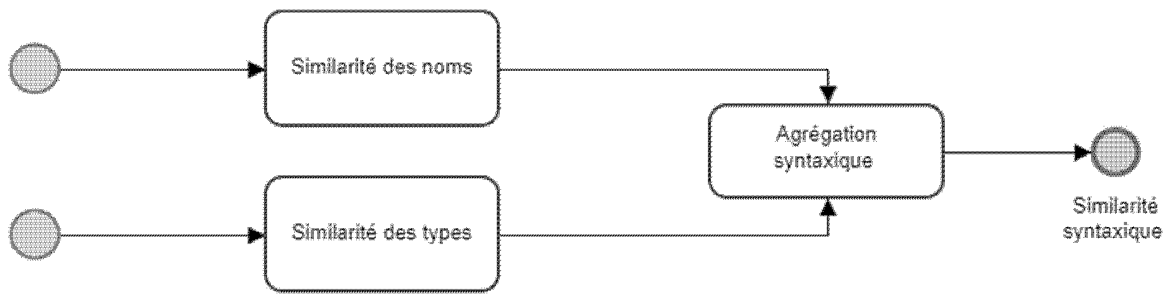 Similarité des noms
Agrégation
syntaxique
Similarité
syntaxique
Similarité des types